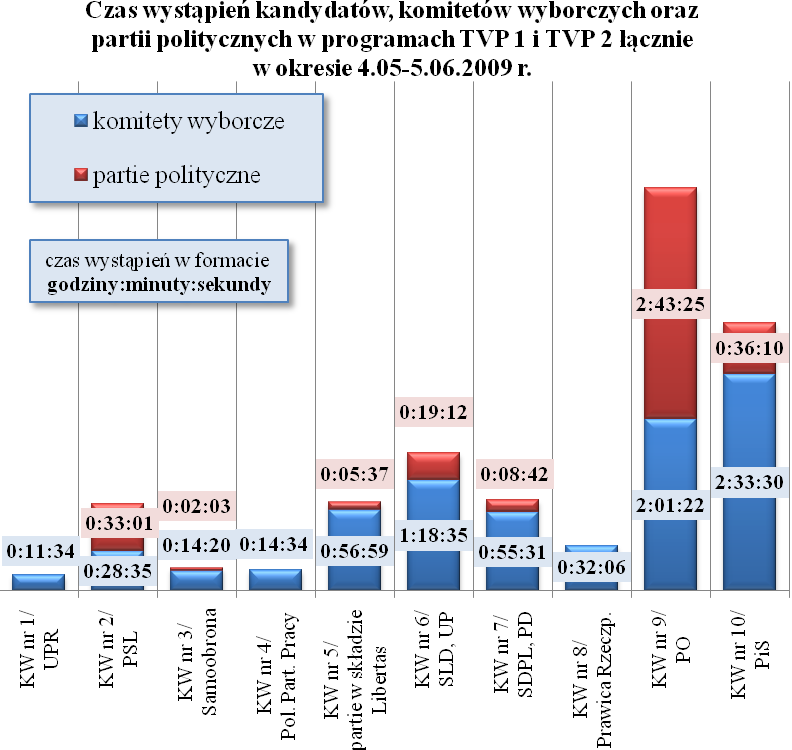 Czas wystąpień kandydatów, komitetów wyborczych oraz
partii politycznych w programach TVP 1 i TVP 2 łącznie
w okresie 4.05-5.06.2009 r.
komitety wyborcze
partie polityczne
czas wystąpień w formacie
godziny:minuty:sekundy
2:43:25
0:36:10
0:19:12
0:05:37
0:08:42
2:33:30
0:02:03
2:01:22
0:33:01
1:18:35
0:11:34
0:14:20
0:14:34
0:56:59
0:55:31
0:28:35
0:32:06
KW nr 1/
UPR
KW nr 2/
PSL
KW nr 3/
Samoobrona
KW nr 4/
Pol. Part. Pracy
KW nr 5/
partie w składzie
Libertas
KW nr 6/
SLD, UP
KW nr 7/
SDPL, PD
KW nr 8/
Prawica Rzeczp.
KW nr 9/
PO
KW nr 10/
PiS